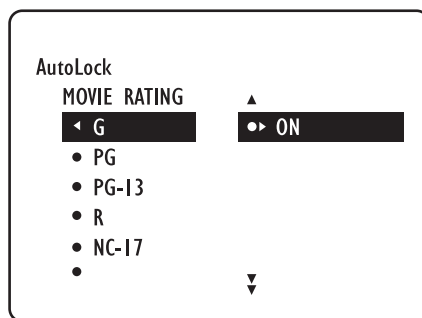 AutoLock
MOVIE RATING
G ON
PG
PG-13
R
NC-17